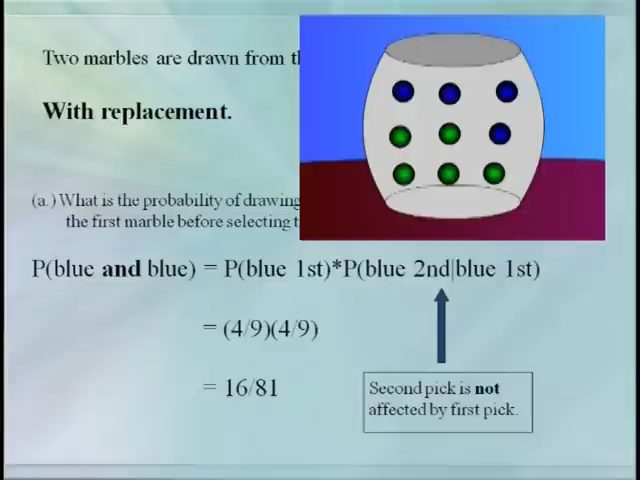 Two marbles are drawn from
With replacement.
(a.) What is the probability of drawing
the first marble before selecting
P(blue and blue) = P(blue 1st)*P(blue 2nd|blue 1st)
= (4/9)(4/9)
= 16/81
Second pick is not
affected by first pick.